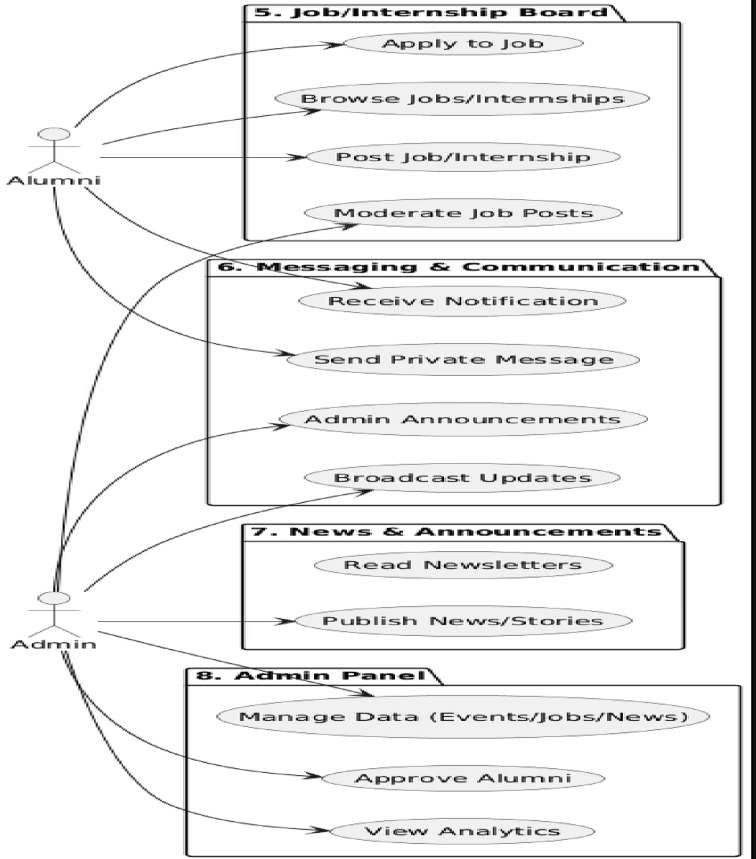 5. Job/Internship Board
Apply to Job
Browse Jobs/Internships
Alumni
Post Job/Internship
Moderate Job Posts
6. Messaging & Communication
Receive Notification
Send Private Message
Admin Announcements
Broadcast Updates
7. News & Announcements
Read Newsletters
Publish News/Stories
Admin
8. Admin Panel
Manage Data (Events/Jobs/News)
Approve Alumni
View Analytics